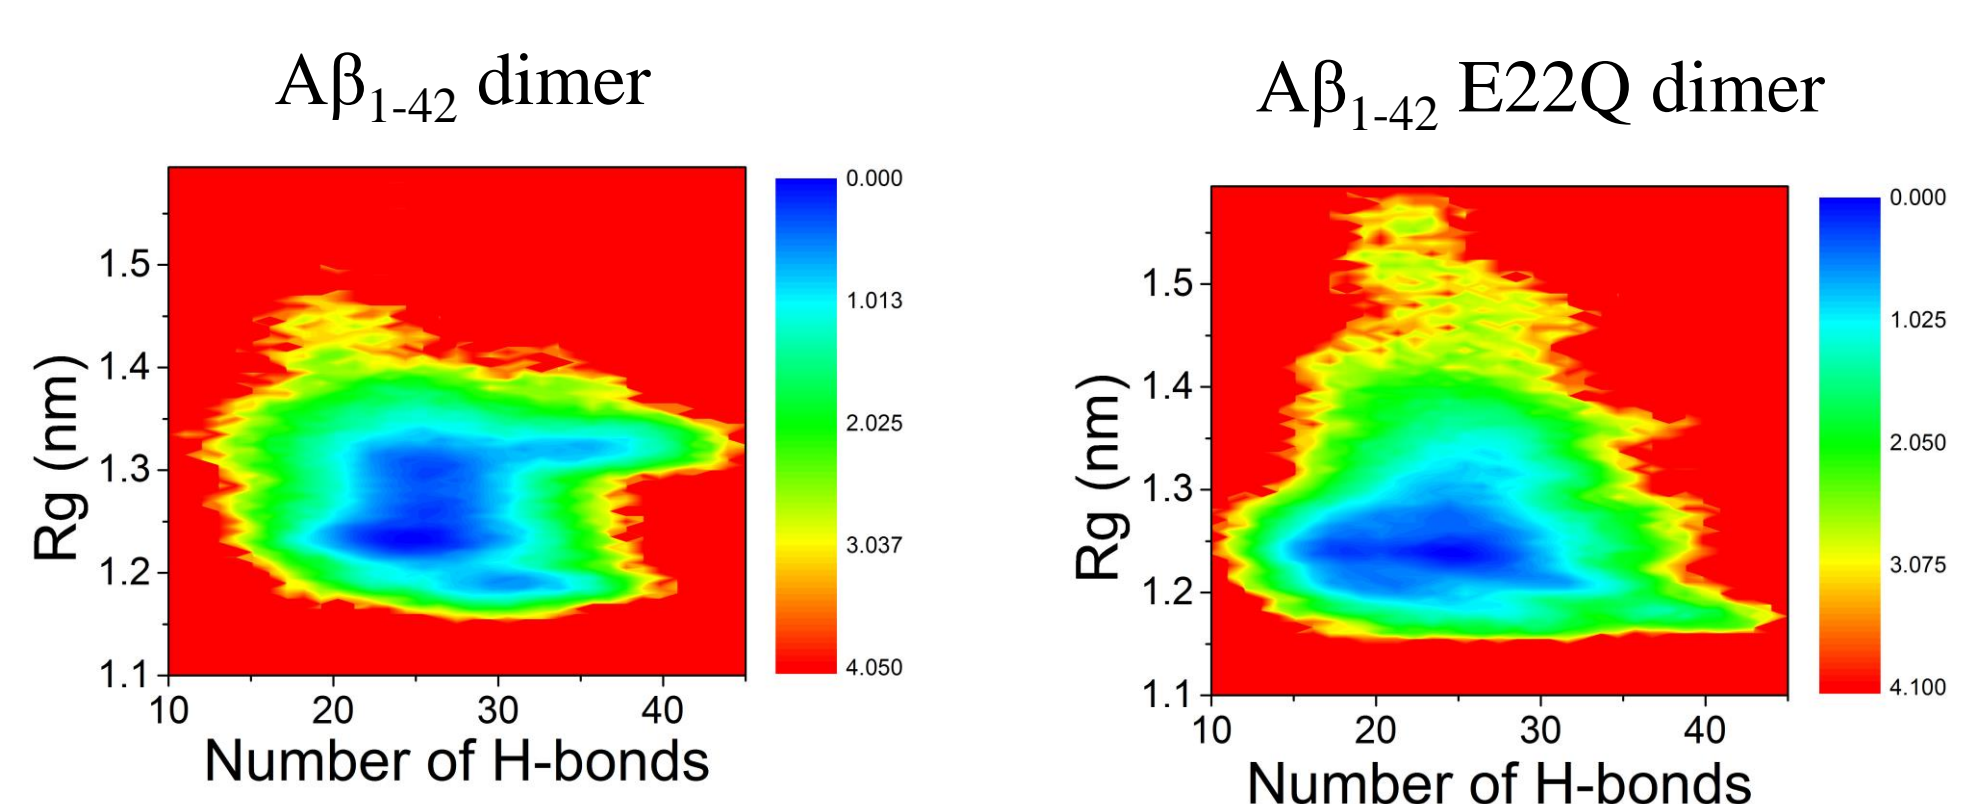 Aβ1-42 dimer
Aβ1-42 E22Q dimer
Rg (nm)
1.5
1.4
1.3
1.2
1.1
10 20 30 40
Number of H-bonds
0.000
1.013
2.025
3.037
4.050
Rg (nm)
1.5
1.4
1.3
1.2
1.1
10 20 30 40
Number of H-bonds
0.000
1.025
2.050
3.075
4.100